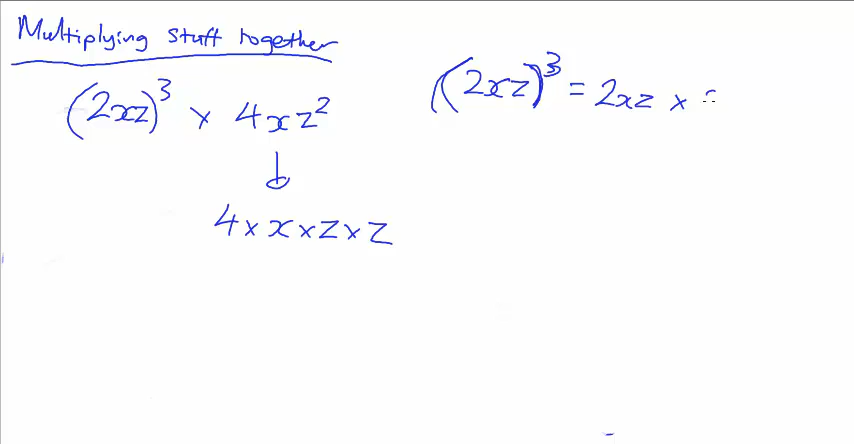 Multiplying stuff together
(2xz)³ × 4xz²
↓
4 × x × z × z
((2xz)³ = 2xz ×